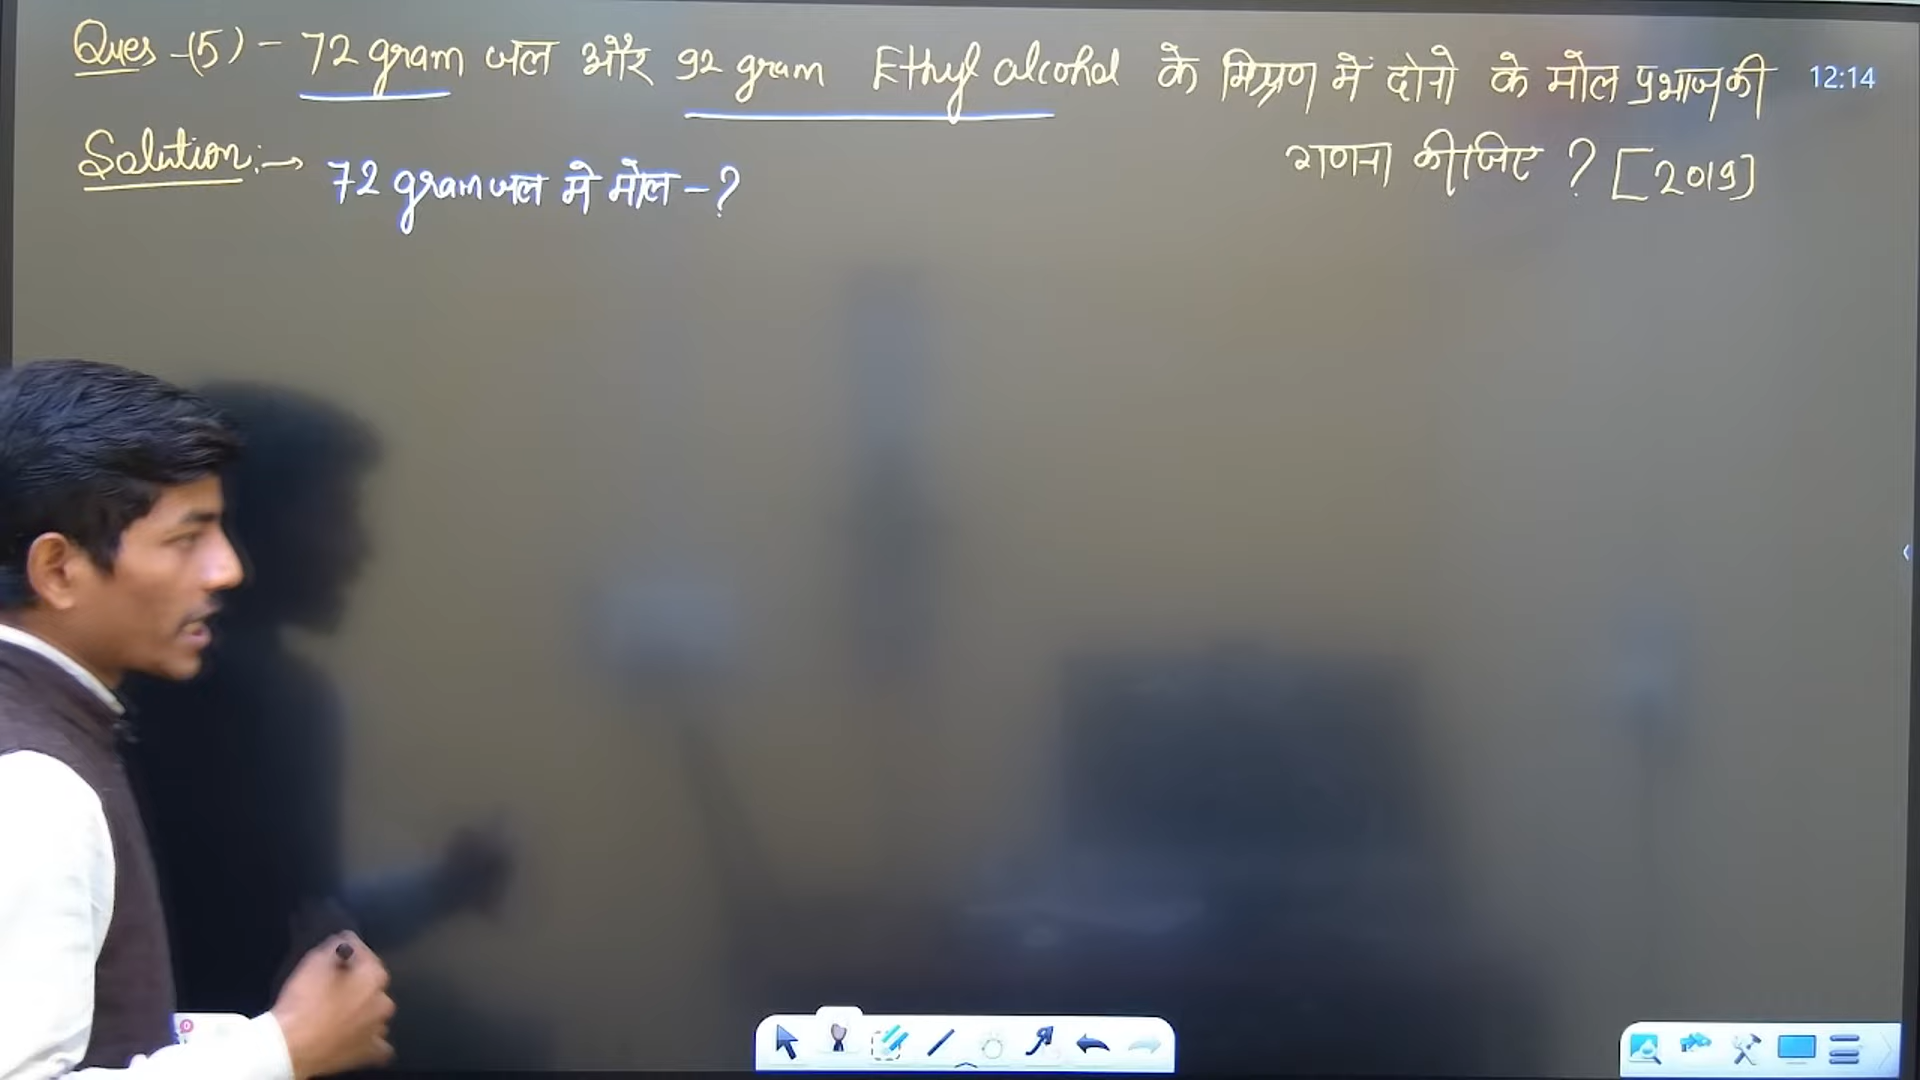 Ques-(5)- 72 gram जल और 92 gram Ethyl alcohol के मिश्रण में दोनो के मोल प्रभाज की
12:14
गणना कीजिए ? [2019]
Solution:→ 72 gram जल मे मोल - ?